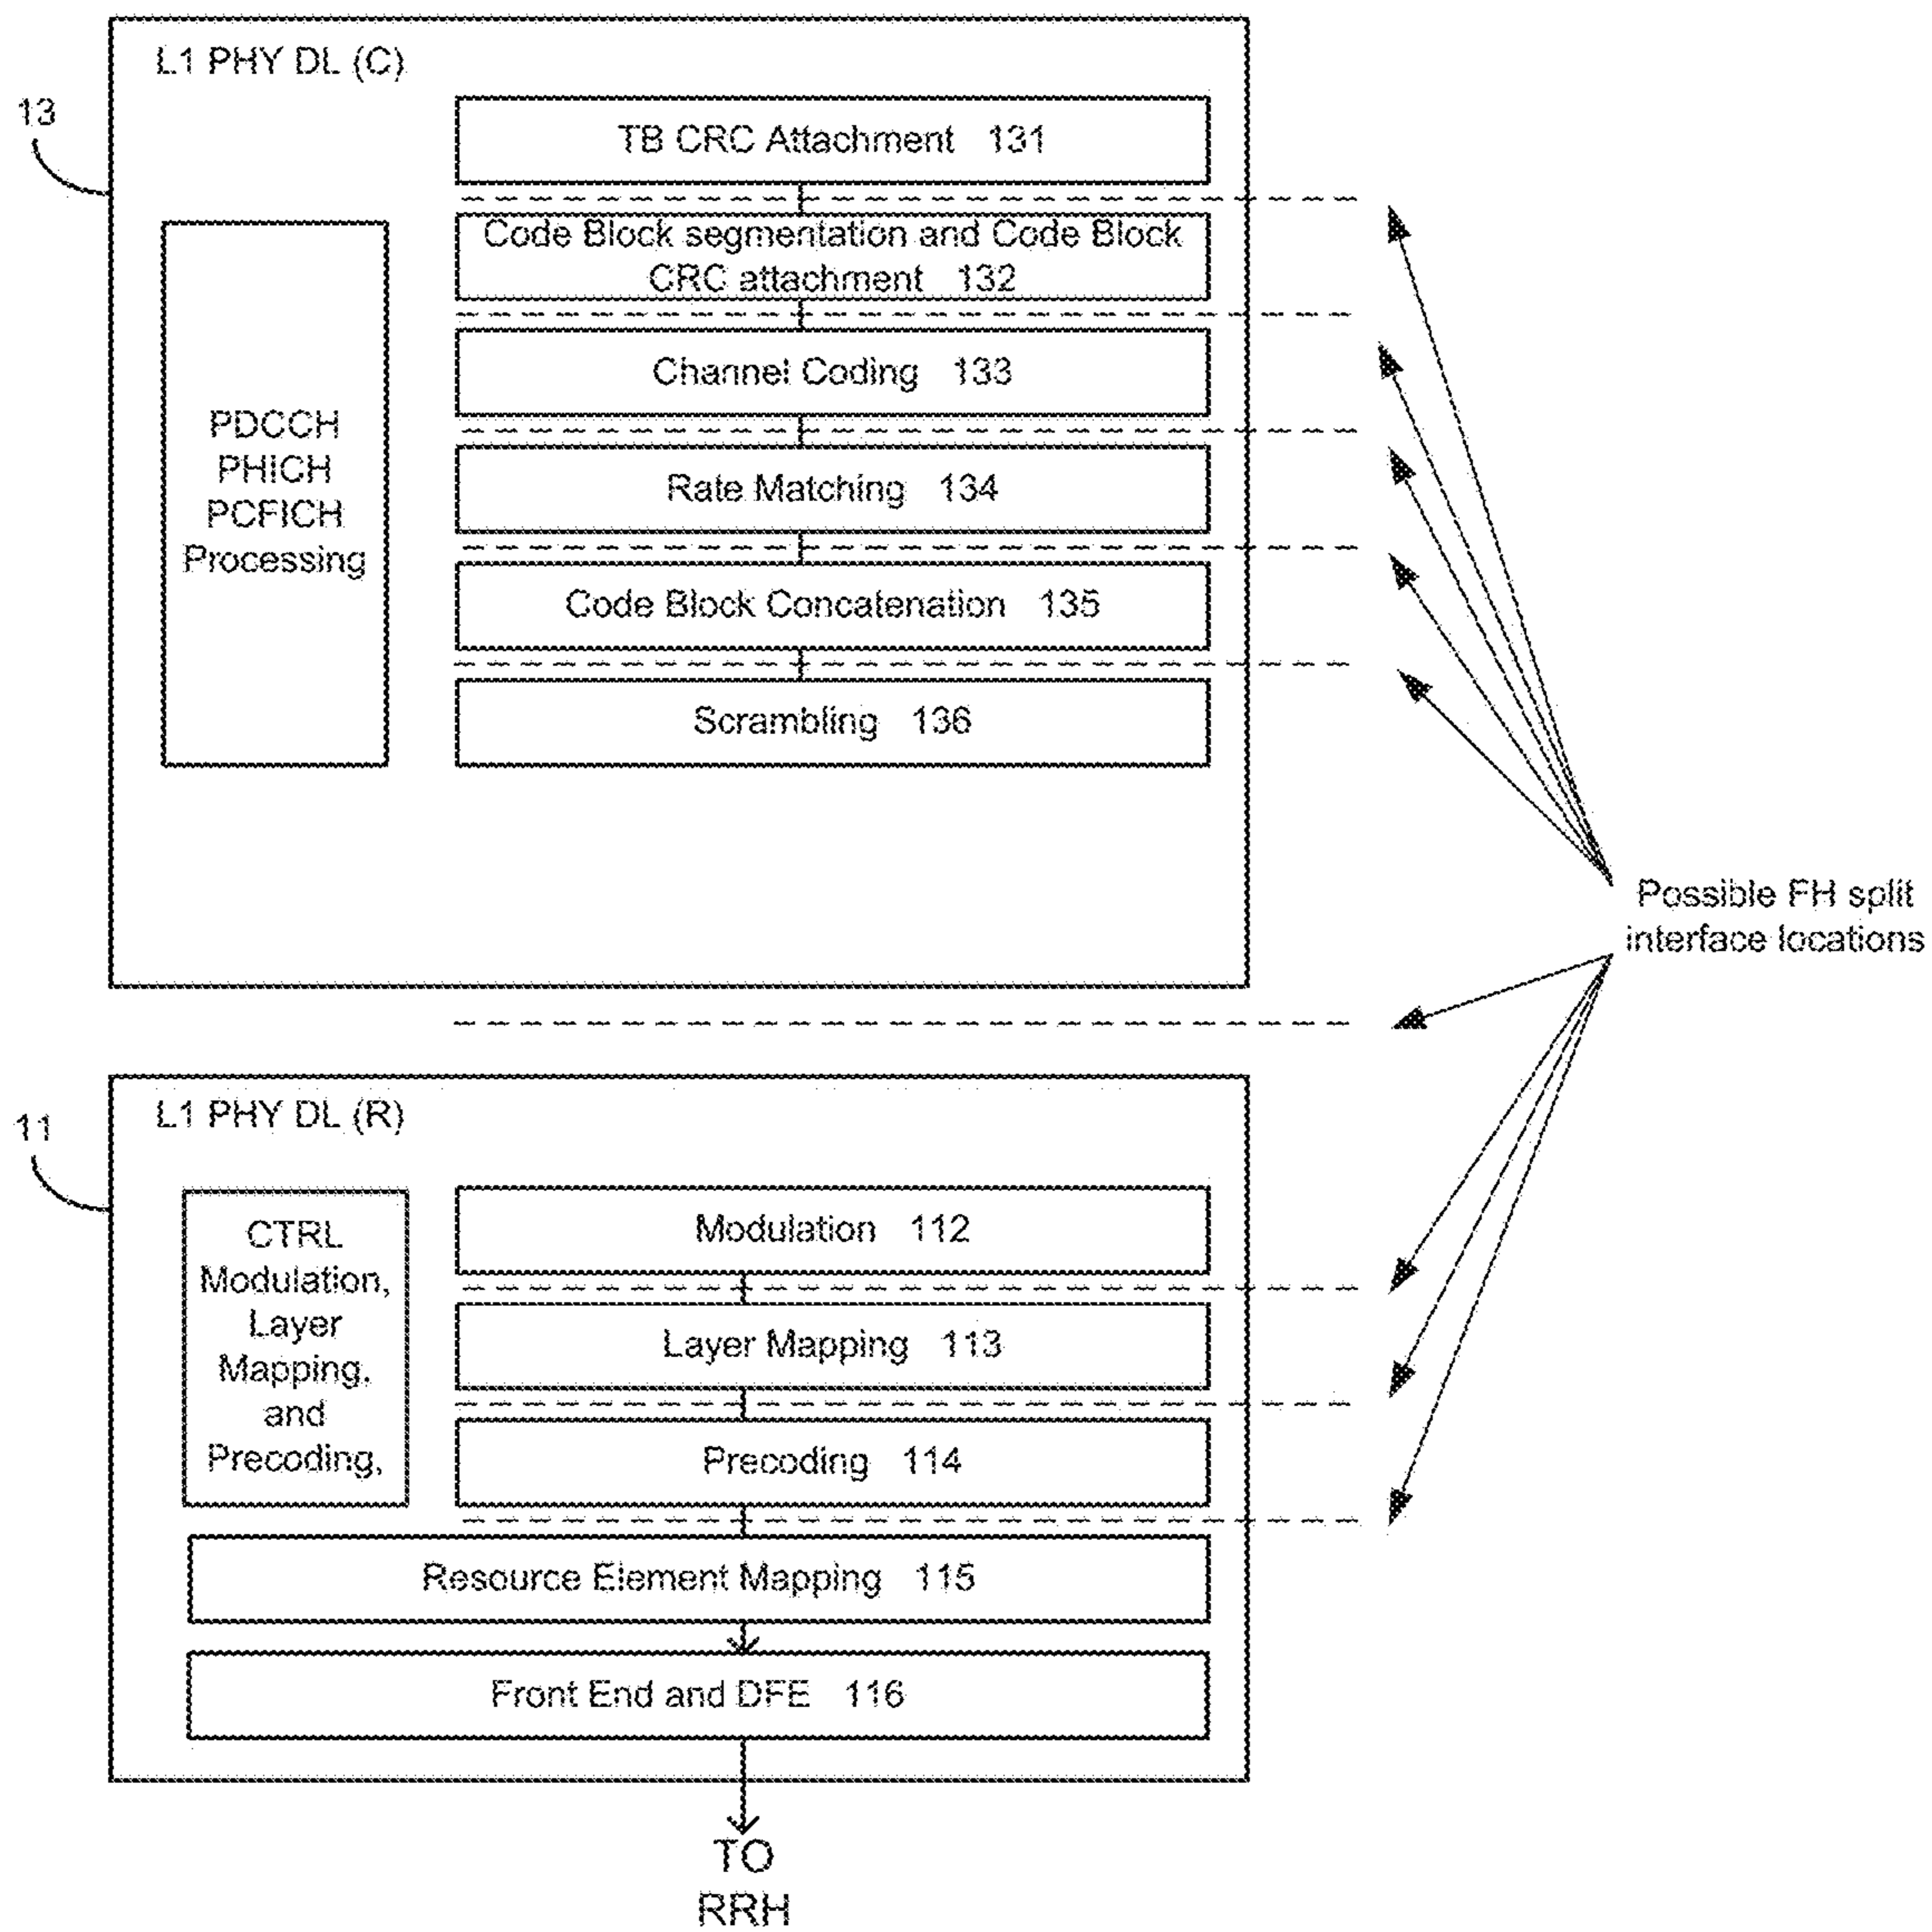 L1 PHY DL (C)
13
TB CRC Attachment 131
Code Block segmentation and Code Block
CRC attachment 132
Channel Coding 133
Rate Matching 134
Code Block Concatenation 135
Scrambling 136
PDCCH
PHICH
PCFICH
Processing
Possible FH split
interface locations
L1 PHY DL (R)
11
CTRL
Modulation,
Layer
Mapping,
and
Precoding,
Modulation 112
Layer Mapping 113
Precoding 114
Resource Element Mapping 115
Front End and DFE 116
TO
RRH